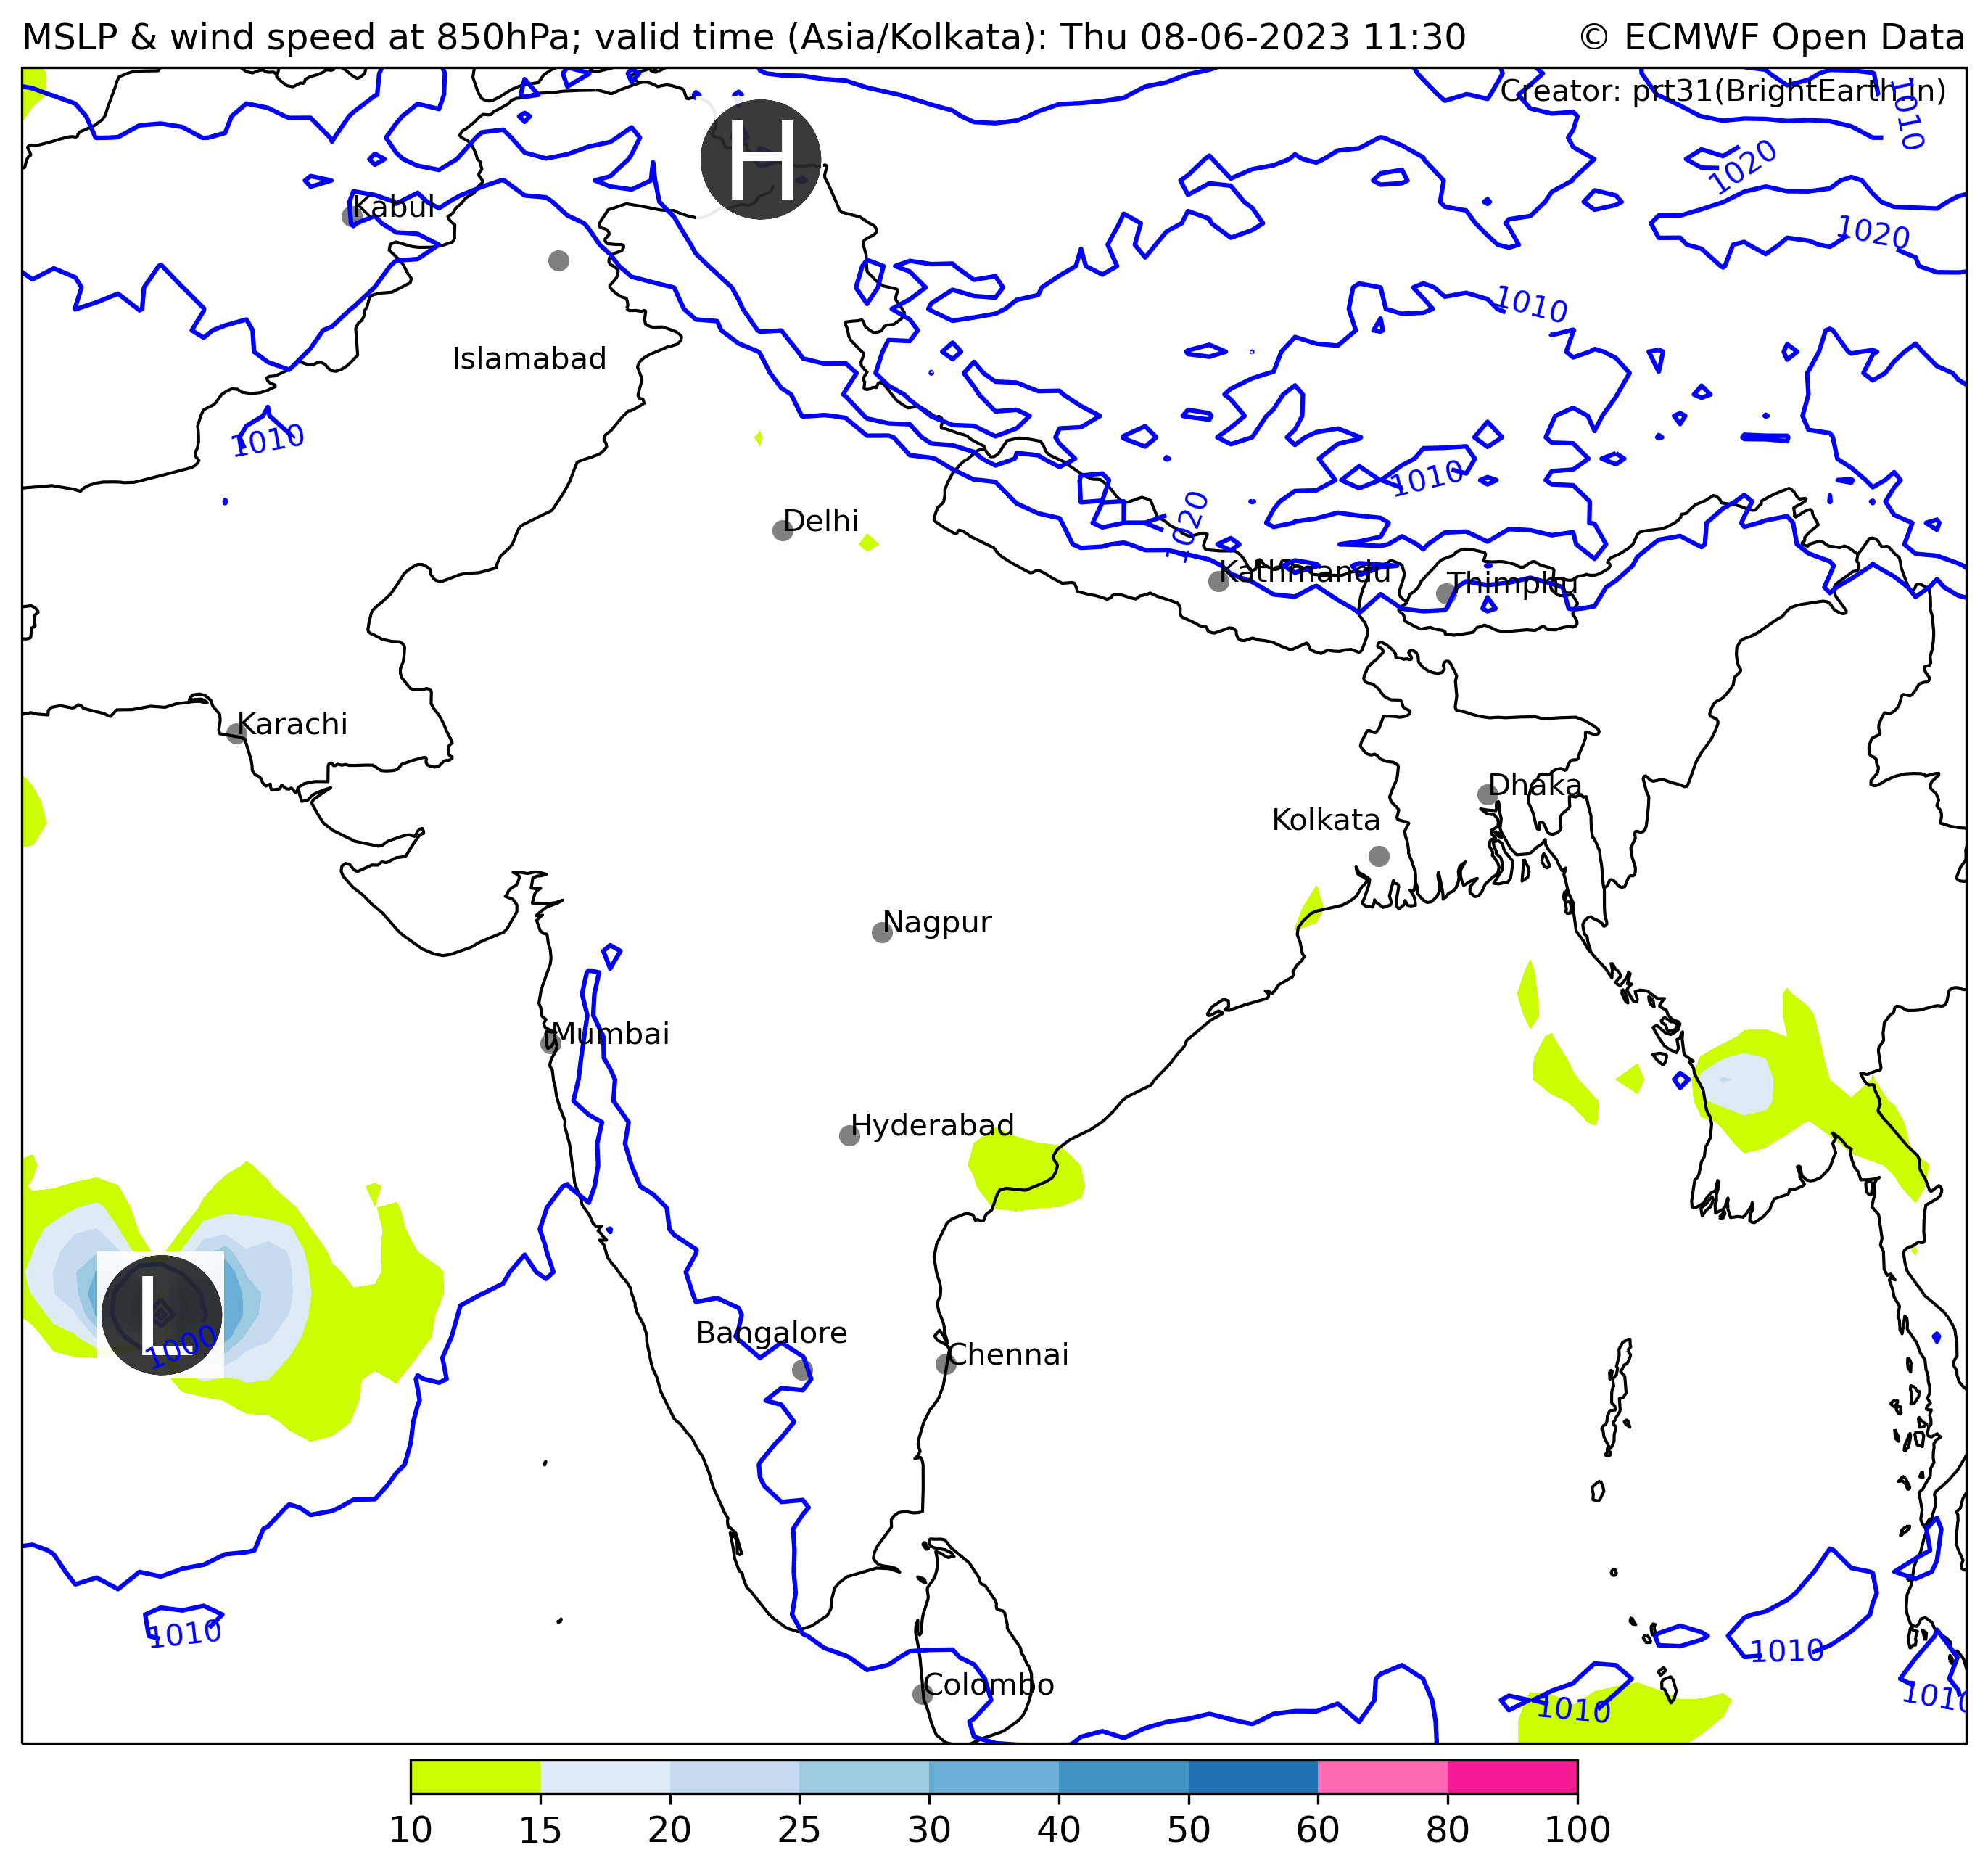 MSLP & wind speed at 850hPa; valid time (Asia/Kolkata): Thu 08-06-2023 11:30
© ECMWF Open Data
Creator: prt31(BrightEarth.in)
1010
1020
H
Kabul
1020
Islamabad
1010
1010
1010
Delhi
1020
Kathmandu
Thimphu
Karachi
Dhaka
Kolkata
Nagpur
Mumbai
Hyderabad
L
1000
Bangalore
Chennai
1010
1010
Colombo
1010
1010
10 15 20 25 30 40 50 60 80 100